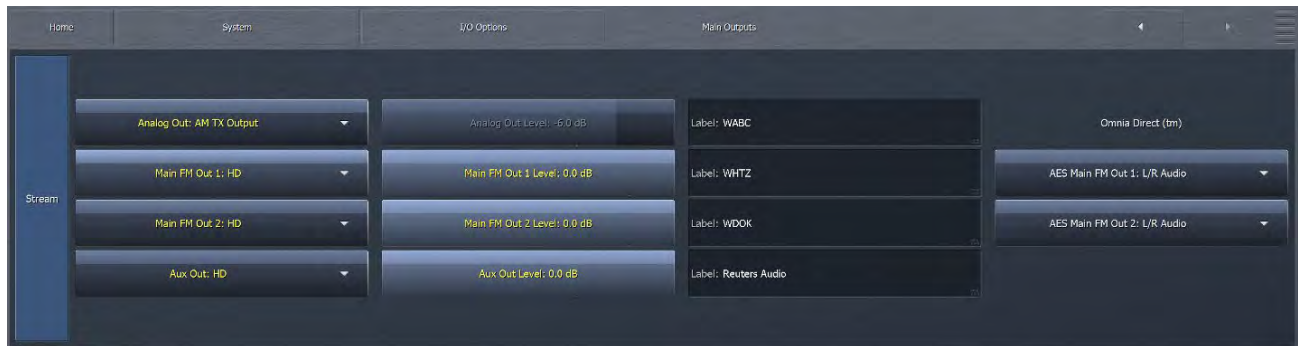 Home System I/O Options Main Outputs
Stream
Analog Out: AM TX Output Analog Out Level: -6.0 dB Label: WABC Omnia Direct (tm)
Main FM Out 1: HD Main FM Out 1 Level: 0.0 dB Label: WHTZ AES Main FM Out 1: L/R Audio
Main FM Out 2: HD Main FM Out 2 Level: 0.0 dB Label: WDOK AES Main FM Out 2: L/R Audio
Aux Out: HD Aux Out Level: 0.0 dB Label: Reuters Audio